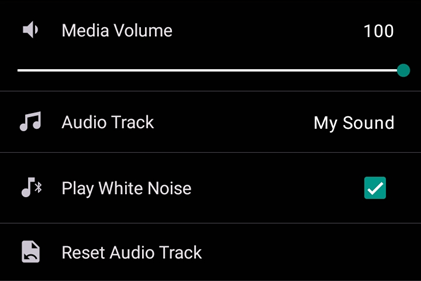 Media Volume 100
Audio Track My Sound
Play White Noise
Reset Audio Track